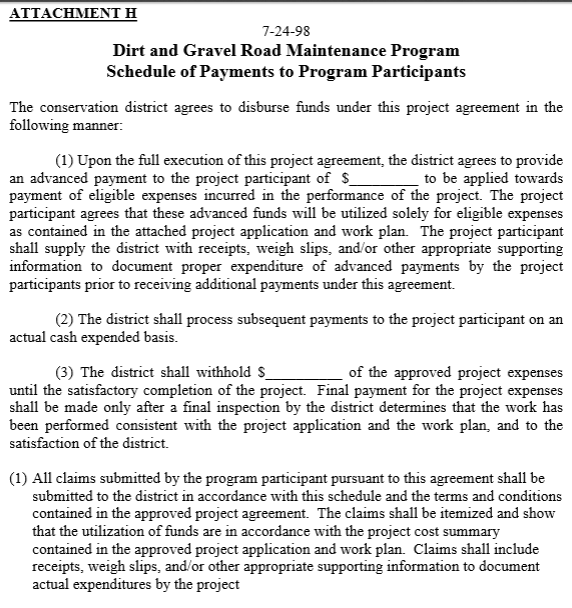 ATTACHMENT H
7-24-98
Dirt and Gravel Road Maintenance Program
Schedule of Payments to Program Participants
The conservation district agrees to disburse funds under this project agreement in the
following manner:
(1) Upon the full execution of this project agreement, the district agrees to provide
an advanced payment to the project participant of $_________ to be applied towards
payment of eligible expenses incurred in the performance of the project. The project
participant agrees that these advanced funds will be utilized solely for eligible expenses
as contained in the attached project application and work plan. The project participant
shall supply the district with receipts, weigh slips, and/or other appropriate supporting
information to document proper expenditure of advanced payments by the project
participants prior to receiving additional payments under this agreement.
(2) The district shall process subsequent payments to the project participant on an
actual cash expended basis.
(3) The district shall withhold $__________ of the approved project expenses
until the satisfactory completion of the project. Final payment for the project expenses
shall be made only after a final inspection by the district determines that the work has
been performed consistent with the project application and the work plan, and to the
satisfaction of the district.
(1) All claims submitted by the program participant pursuant to this agreement shall be
submitted to the district in accordance with this schedule and the terms and conditions
contained in the approved project agreement. The claims shall be itemized and show
that the utilization of funds are in accordance with the project cost summary
contained in the approved project application and work plan. Claims shall include
receipts, weigh slips, and/or other appropriate supporting information to document
actual expenditures by the project